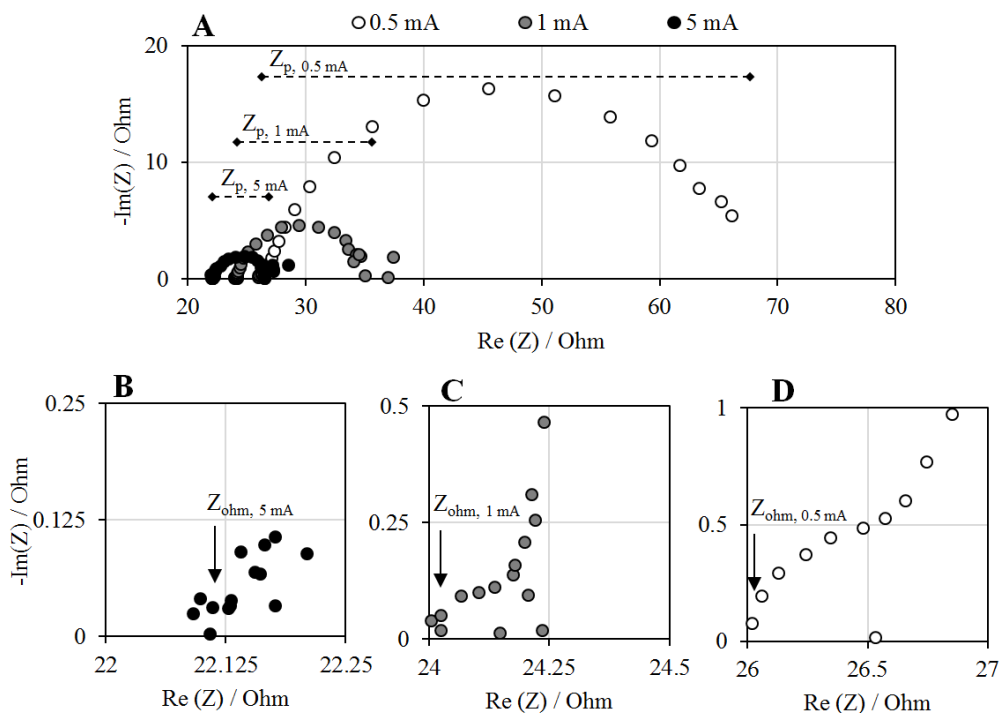 A
0.5 mA 1 mA 5 mA
20
Zp, 0.5 mA
Zp, 1 mA
10
Zp, 5 mA
0
20 30 40 50 60 70 80
-Im(Z) / Ohm
Re (Z) / Ohm
B
0.25
0.125
0
Zohm, 5 mA
22 22.125 22.25
-Im(Z) / Ohm
Re (Z) / Ohm
C
0.5
0.25
0
Zohm, 1 mA
24 24.25 24.5
Re (Z) / Ohm
D
1
0.5
0
Zohm, 0.5 mA
26 26.5 27
Re (Z) / Ohm